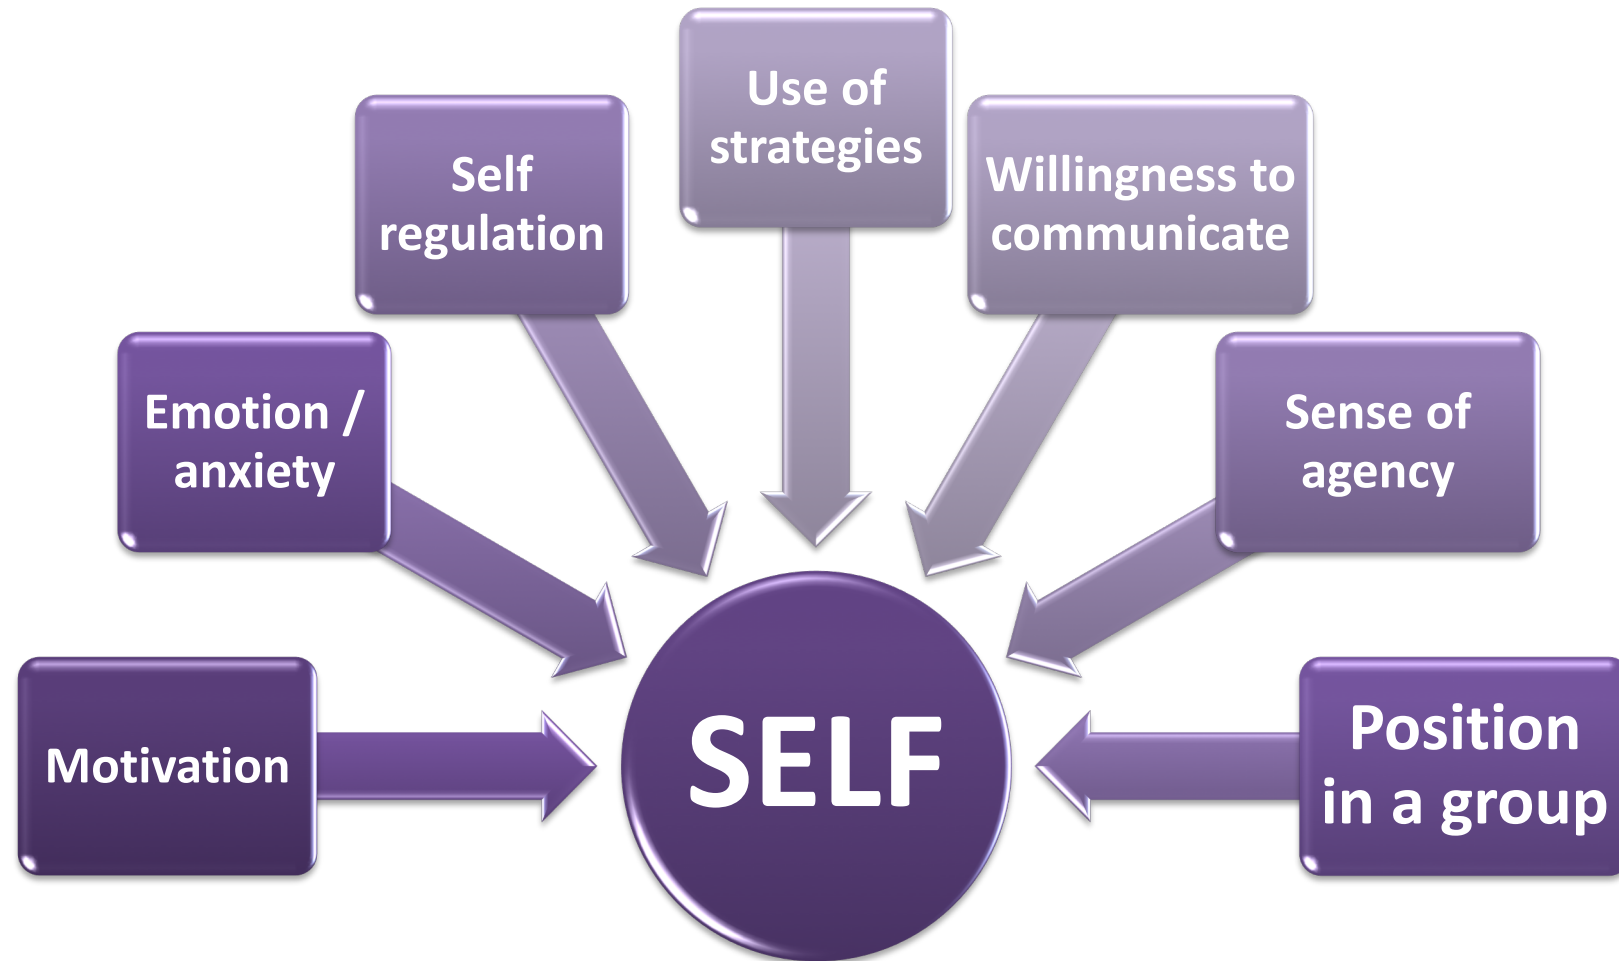 Use of
strategies
Self
regulation
Willingness to
communicate
Emotion /
anxiety
Sense of
agency
Motivation
SELF
Position
in a group